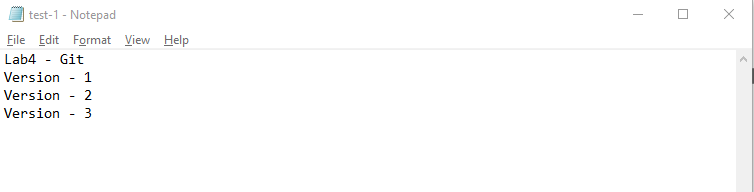 test-1 - Notepad
File Edit Format View Help
Lab4 - Git
Version - 1
Version - 2
Version - 3